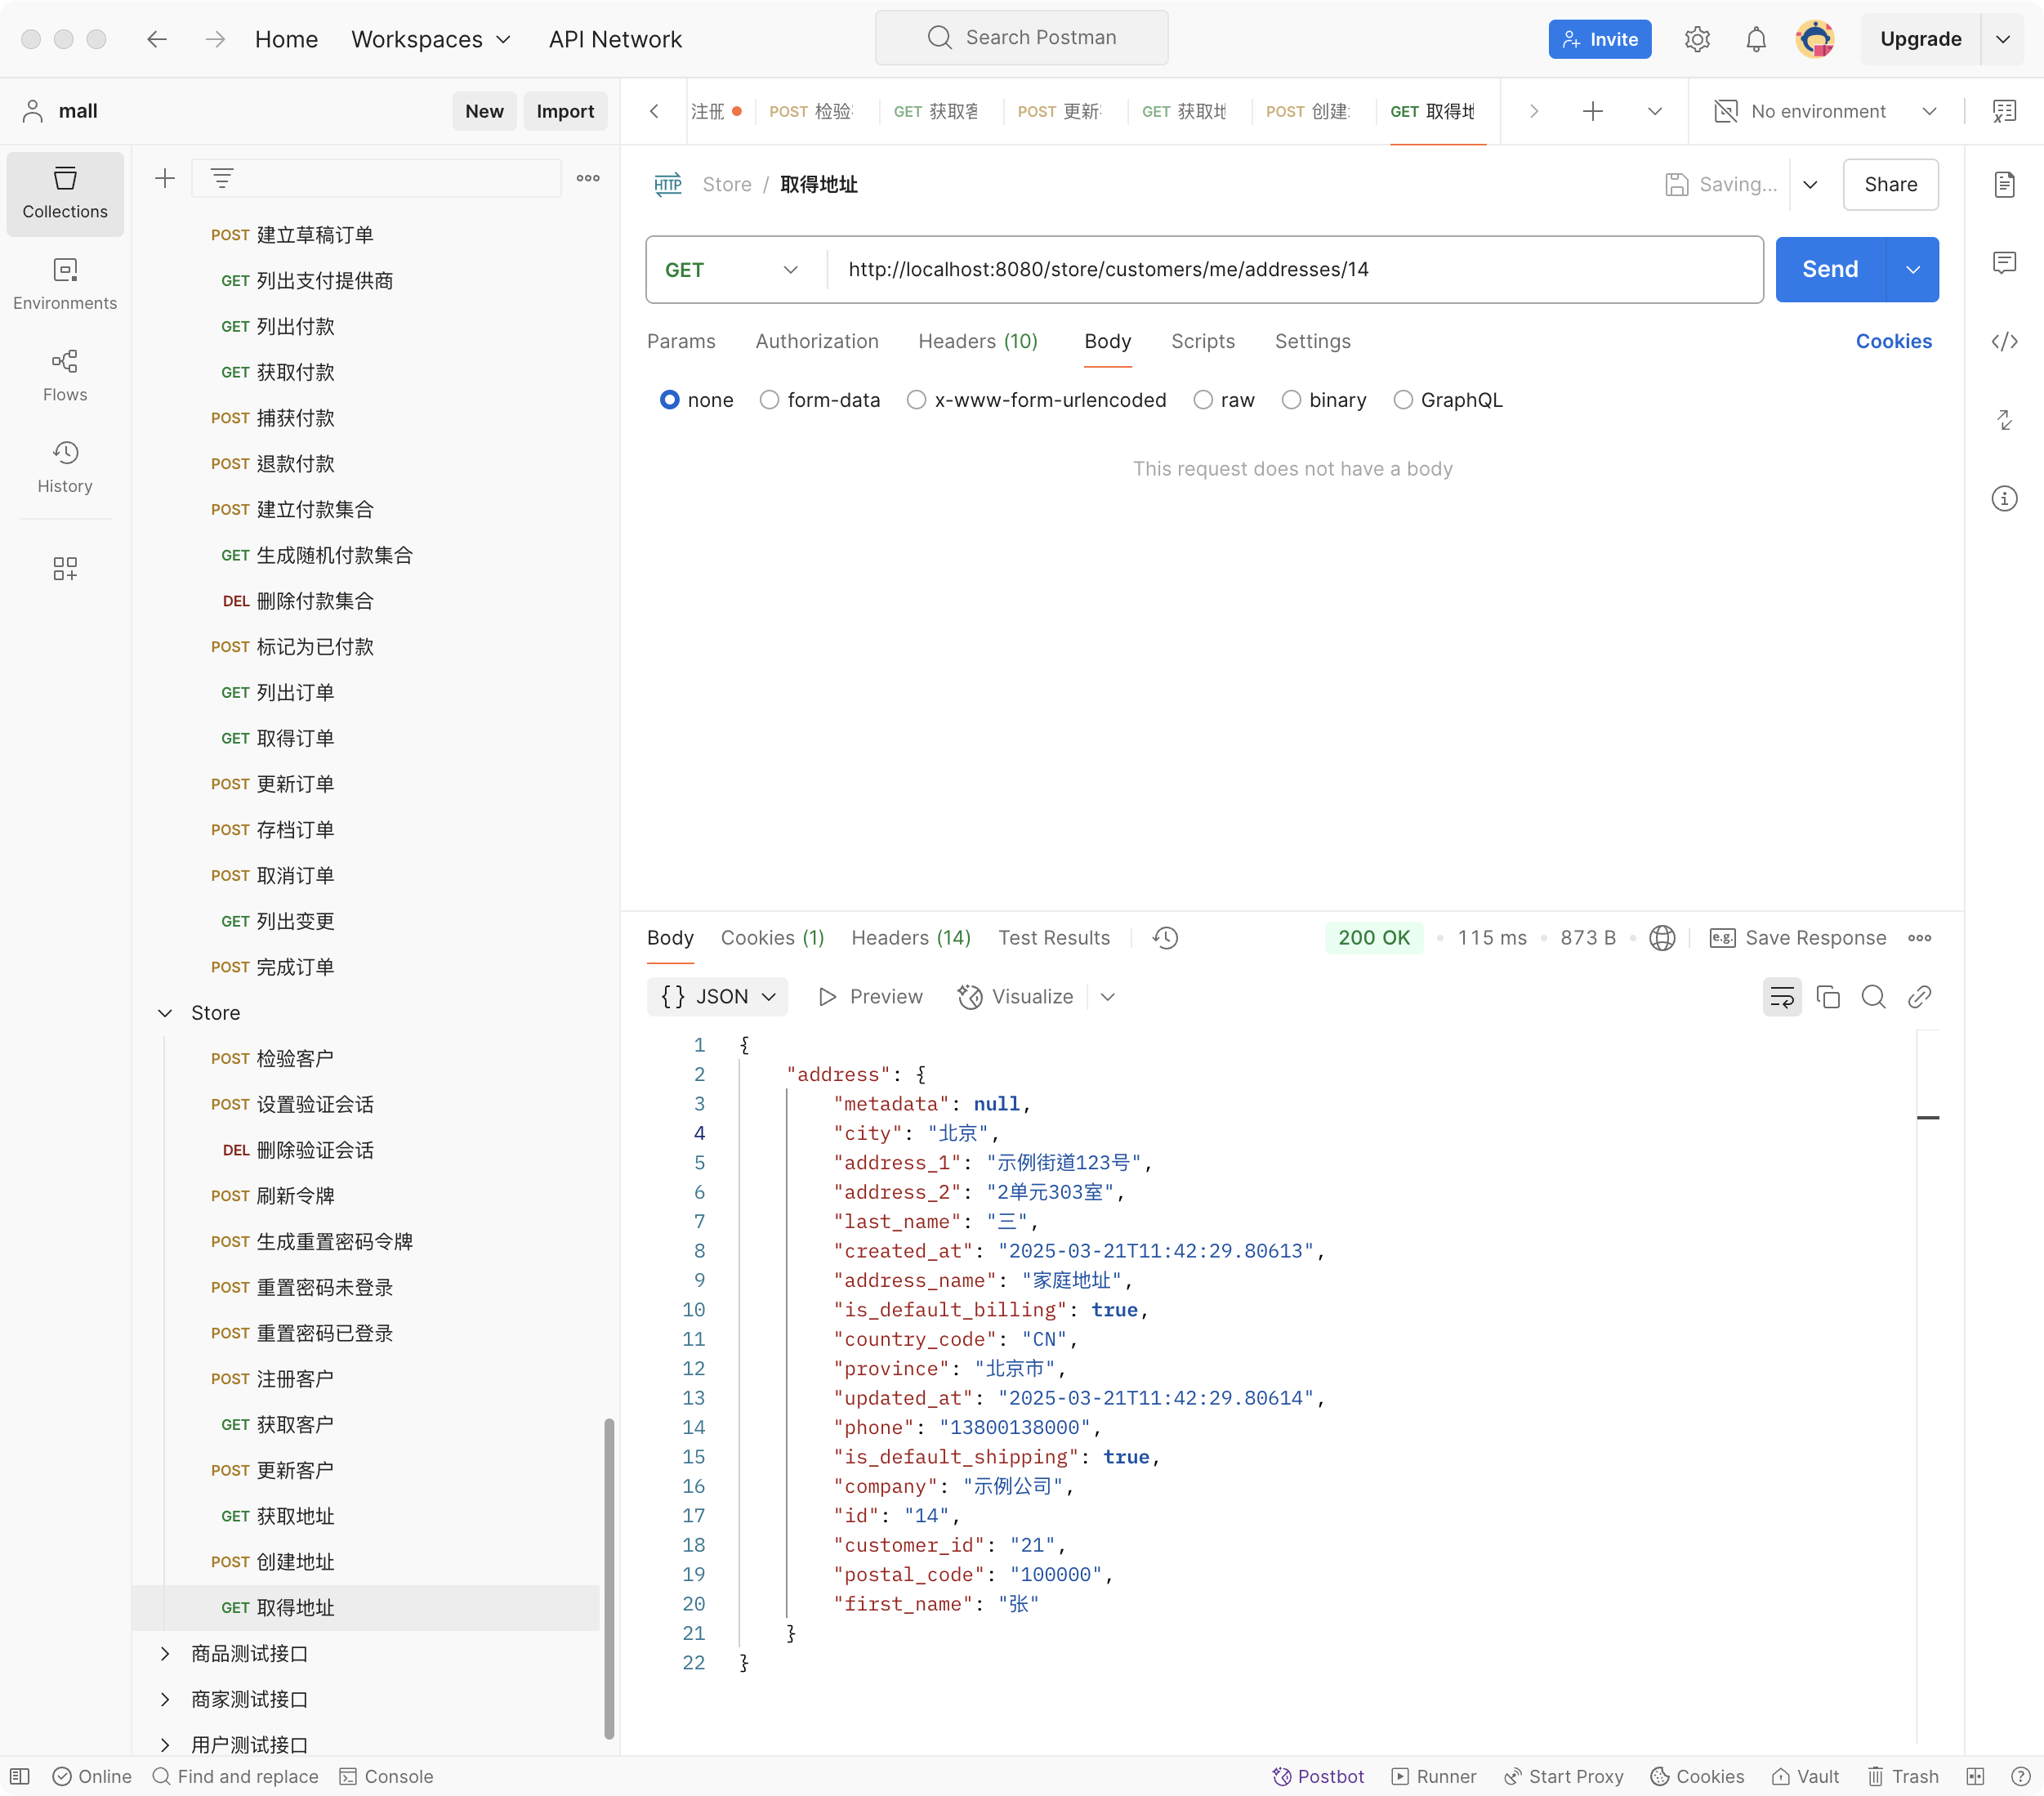 Home Workspaces API Network Search Postman Invite Upgrade
mall New Import
注册 POST 检验 GET 获取客 POST 更新 GET 获取地 POST 创建 GET 取得地 No environment
Collections
Environments
Flows
History
POST 建立草稿订单
GET 列出支付提供商
GET 列出付款
GET 获取付款
POST 捕获付款
POST 退款付款
POST 建立付款集合
GET 生成随机付款集合
DEL 删除付款集合
POST 标记为已付款
GET 列出订单
GET 取得订单
POST 更新订单
POST 存档订单
POST 取消订单
GET 列出变更
POST 完成订单
Store
POST 检验客户
POST 设置验证会话
DEL 删除验证会话
POST 刷新令牌
POST 生成重置密码令牌
POST 重置密码未登录
POST 重置密码已登录
POST 注册客户
GET 获取客户
POST 更新客户
GET 获取地址
POST 创建地址
GET 取得地址
商品测试接口
商家测试接口
用户测试接口
HTTP Store / 取得地址 Saving... Share
GET http://localhost:8080/store/customers/me/addresses/14 Send
Params Authorization Headers (10) Body Scripts Settings Cookies
none form-data x-www-form-urlencoded raw binary GraphQL
This request does not have a body
Body Cookies (1) Headers (14) Test Results 200 OK 115 ms 873 B e.g. Save Response
{} JSON Preview Visualize
1 {
2 "address": {
3 "metadata": null,
4 "city": "北京",
5 "address_1": "示例街道123号",
6 "address_2": "2单元303室",
7 "last_name": "三",
8 "created_at": "2025-03-21T11:42:29.80613",
9 "address_name": "家庭地址",
10 "is_default_billing": true,
11 "country_code": "CN",
12 "province": "北京市",
13 "updated_at": "2025-03-21T11:42:29.80614",
14 "phone": "13800138000",
15 "is_default_shipping": true,
16 "company": "示例公司",
17 "id": "14",
18 "customer_id": "21",
19 "postal_code": "100000",
20 "first_name": "张"
21 }
22 }
Online Find and replace Console Postbot Runner Start Proxy Cookies Vault Trash